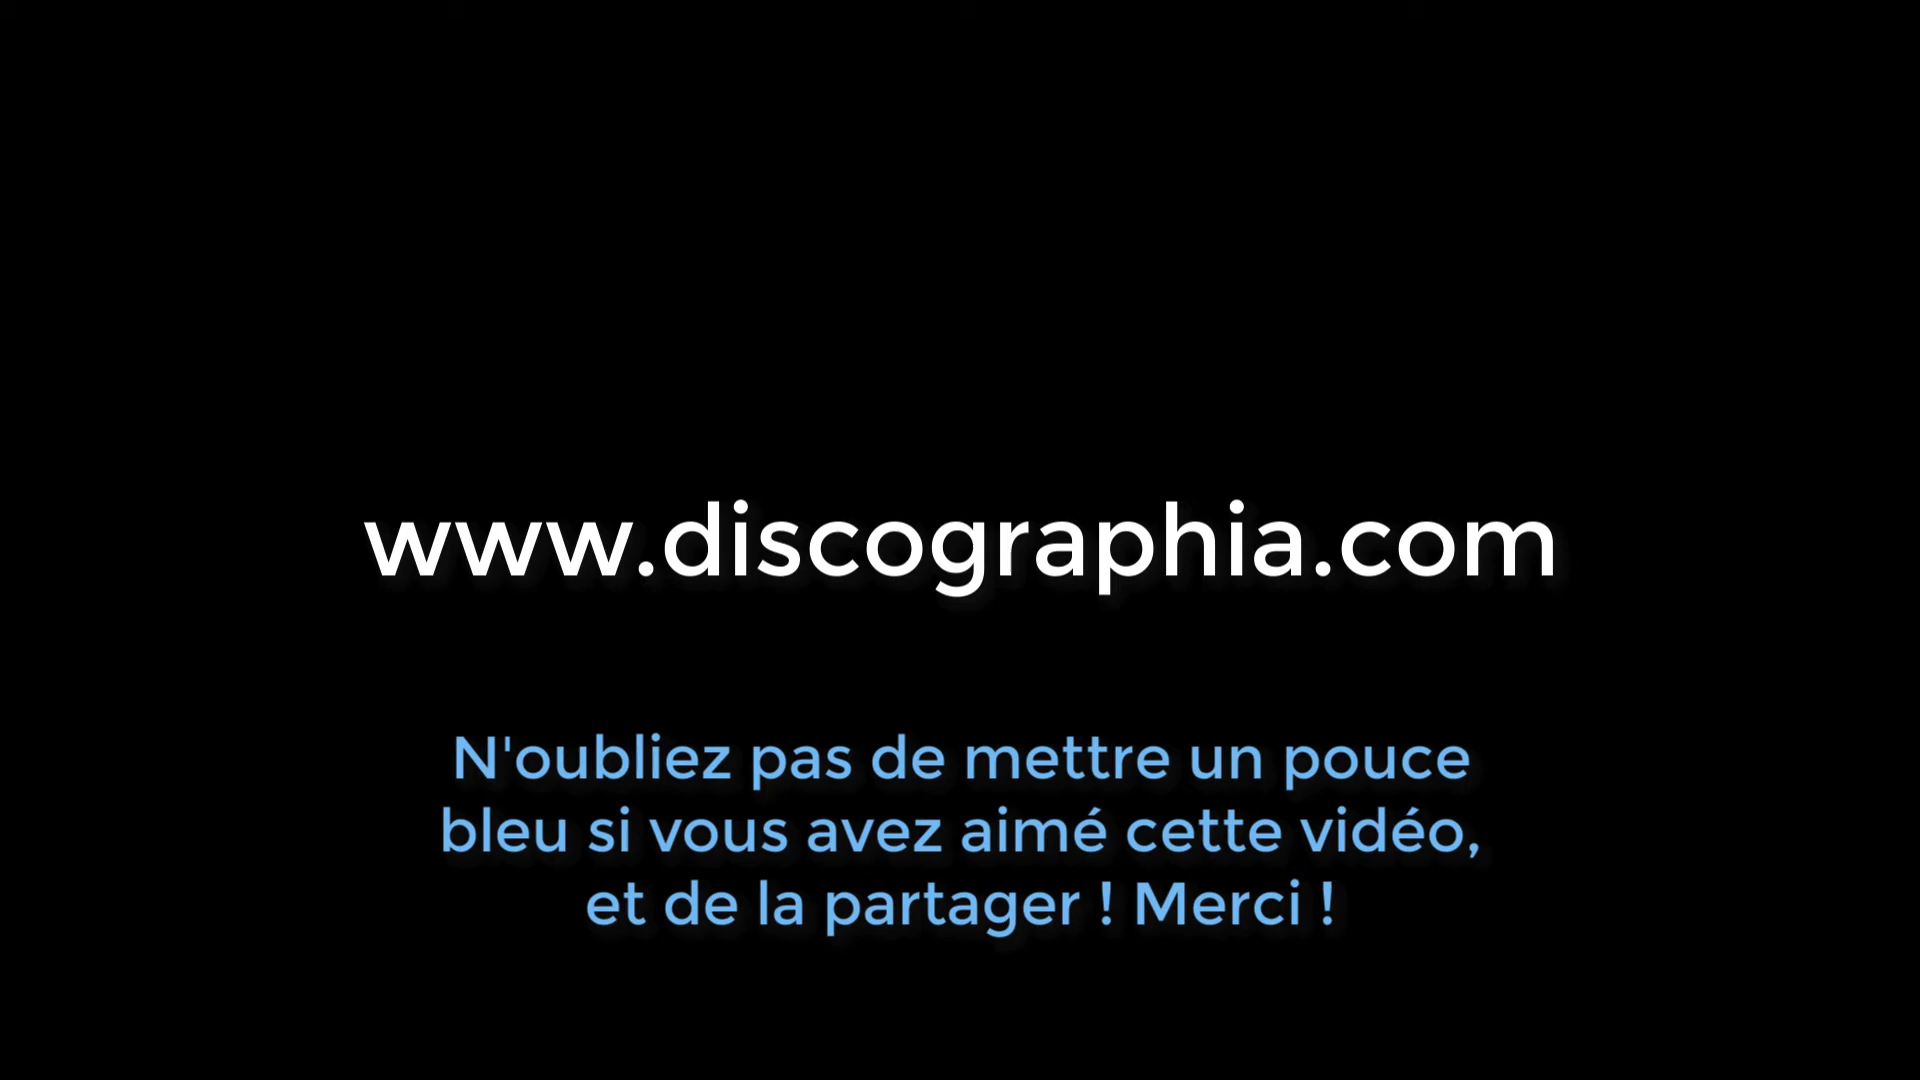 www.discographia.com
N'oubliez pas de mettre un pouce
bleu si vous avez aimé cette vidéo,
et de la partager ! Merci !